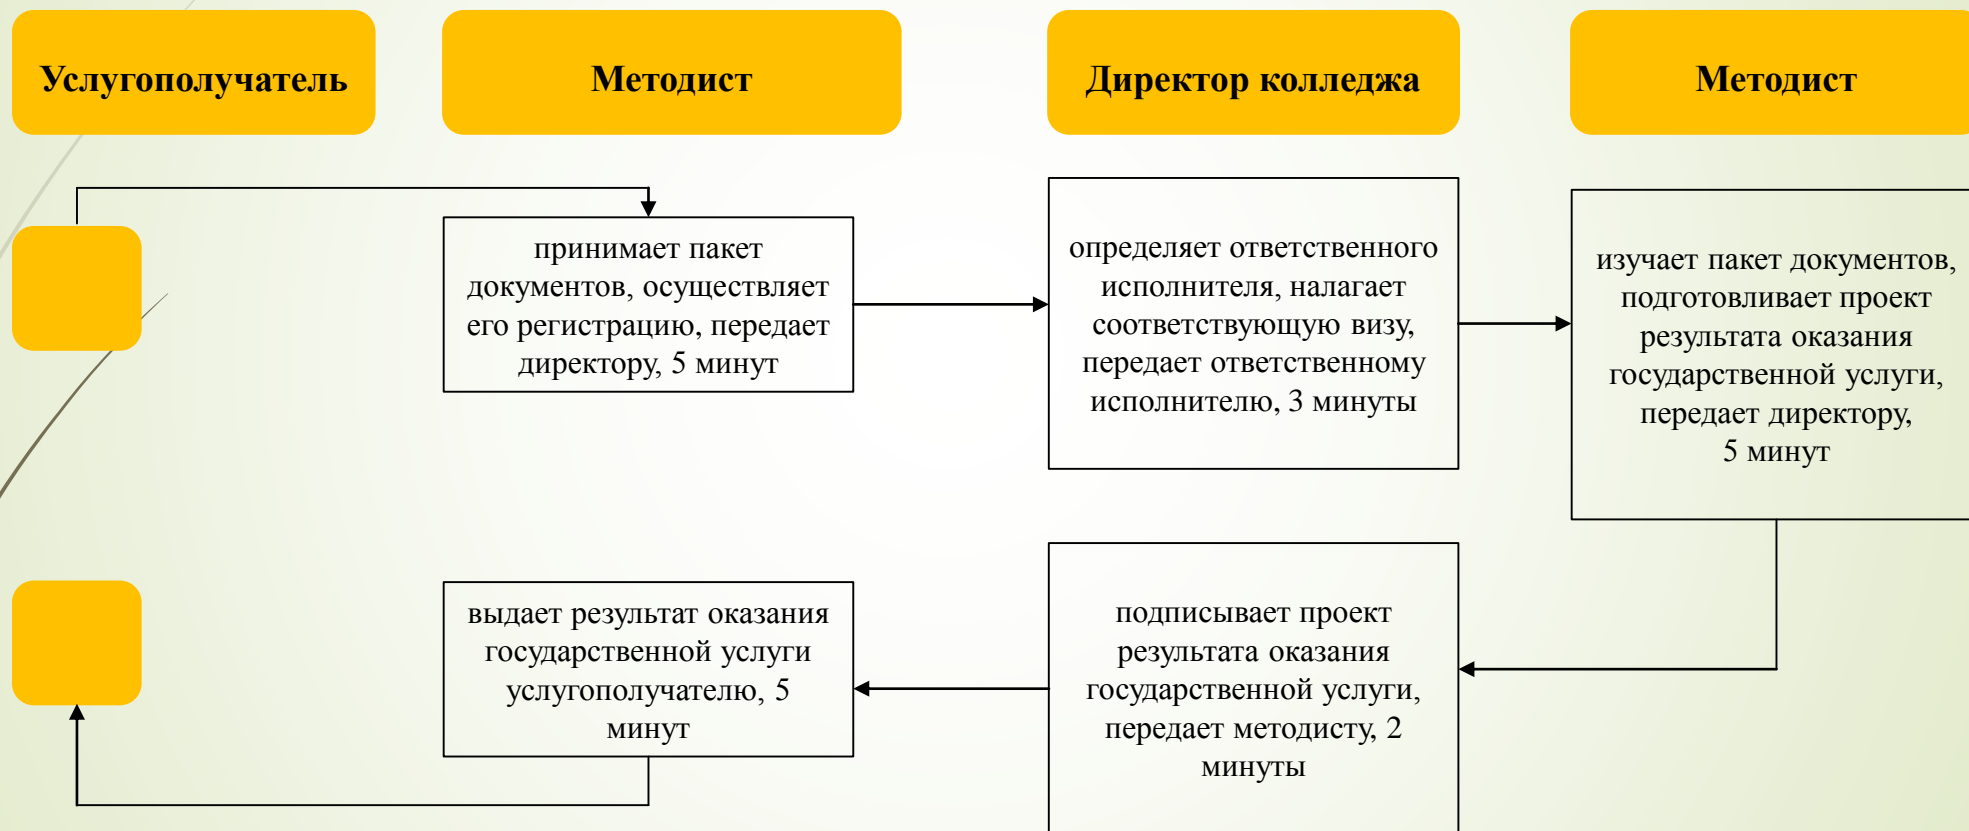 Услугополучатель
Методист
Директор колледжа
Методист
принимает пакет
документов, осуществляет
его регистрацию, передает
директору, 5 минут
определяет ответственного
исполнителя, налагает
соответствующую визу,
передает ответственному
исполнителю, 3 минуты
изучает пакет документов,
подготовливает проект
результата оказания
государственной услуги,
передает директору,
5 минут
выдает результат оказания
государственной услуги
услугополучателю, 5
минут
подписывает проект
результата оказания
государственной услуги,
передает методисту, 2
минуты